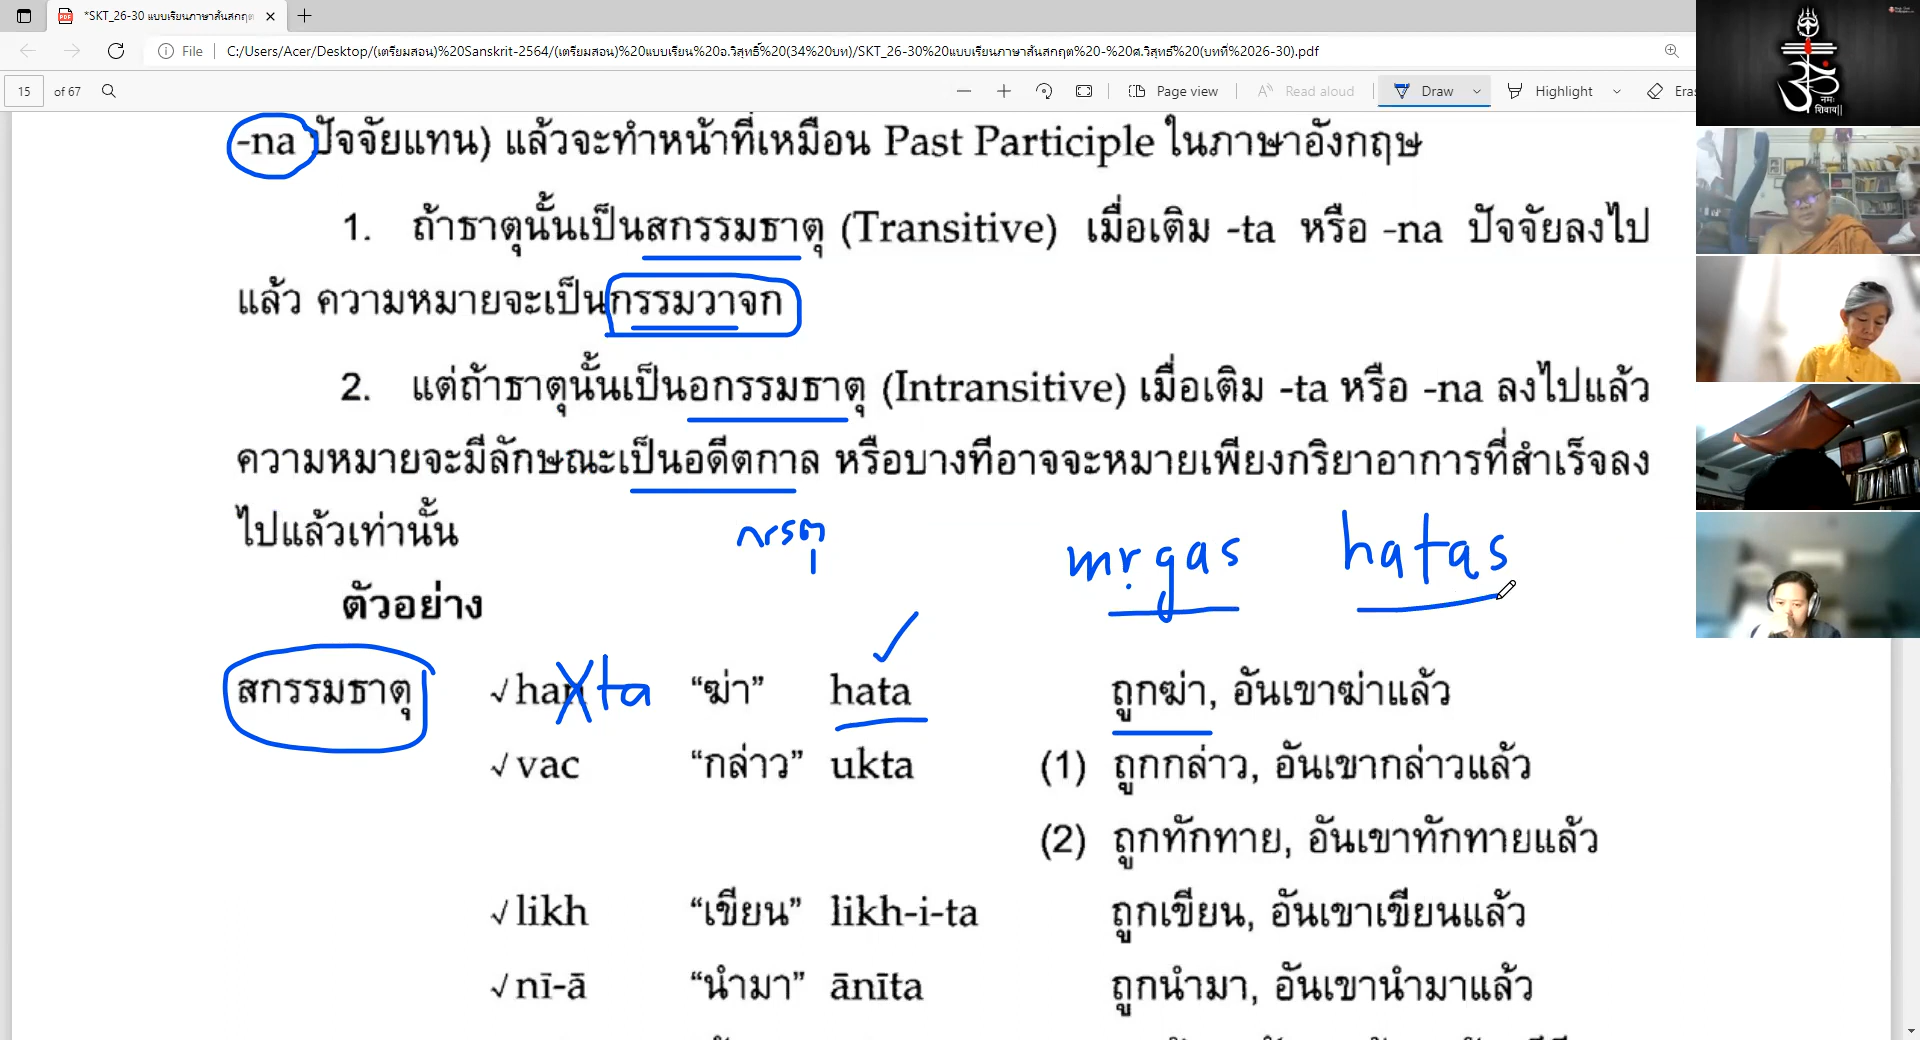 *SKT_26-30 แบบเรียนภาษาสันสกฤต
File C:/Users/Acer/Desktop/(เตรียมสอน)%20Sanskrit-2564/(เตรียมสอน)%20แบบเรียน%20อ.วิสุทธิ์%20(34%20บท)/SKT_26-30%20แบบเรียนภาษาสันสกฤต%20-%20ศ.วิสุทธ์%20(บทที่%2026-30).pdf
15 of 67 Page view Read aloud Draw Highlight Eras
-na ปัจจัยแทน) แล้วจะทำหน้าที่เหมือน Past Participle ในภาษาอังกฤษ
1. ถ้าธาตุนั้นเป็นสกรรมธาตุ (Transitive) เมื่อเติม -ta หรือ -na ปัจจัยลงไป
แล้ว ความหมายจะเป็นกรรมวาจก
2. แต่ถ้าธาตุนั้นเป็นอกรรมธาตุ (Intransitive) เมื่อเติม -ta หรือ -na ลงไปแล้ว
ความหมายจะมีลักษณะเป็นอดีตกาล หรือบางทีอาจจะหมายเพียงกริยาอาการที่สำเร็จลง
ไปแล้วเท่านั้น
mṛgas hatas
ตัวอย่าง
สกรรมธาตุ √han ta “ฆ่า” hata ถูกฆ่า, อันเขาฆ่าแล้ว
√vac “กล่าว” ukta (1) ถูกกล่าว, อันเขากล่าวแล้ว
(2) ถูกทักทาย, อันเขาทักทายแล้ว
√likh “เขียน” likh-i-ta ถูกเขียน, อันเขาเขียนแล้ว
√nī-ā “นำมา” ānīta ถูกนำมา, อันเขานำมาแล้ว